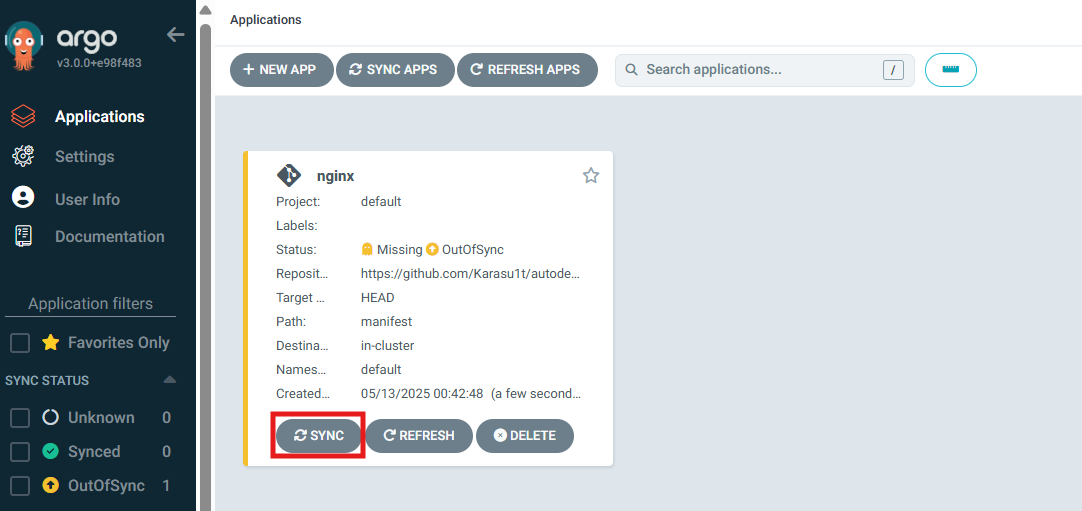 argo
v3.0.0+e98f483
Applications
Settings
User Info
Documentation
Application filters
Favorites Only
SYNC STATUS
Unknown 0
Synced 0
OutOfSync 1
Applications
NEW APP SYNC APPS REFRESH APPS Search applications... /
nginx
Project: default
Labels:
Status: Missing OutOfSync
Reposit... https://github.com/Karasu1t/autode...
Target ... HEAD
Path: manifest
Destina... in-cluster
Names... default
Created... 05/13/2025 00:42:48 (a few second...
SYNC REFRESH DELETE